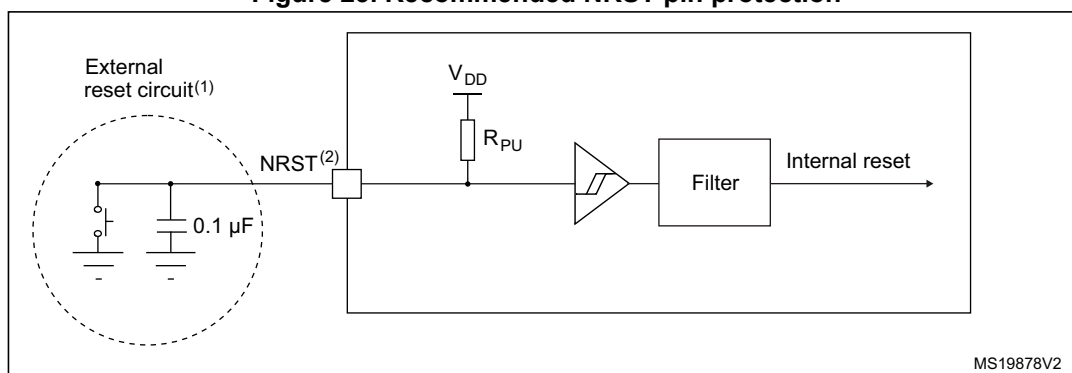 Figure Recommended NRST pin protection
External
reset circuit(1)
VDD
RPU
NRST(2)
0.1 µF
Filter
Internal reset
MS19878V2